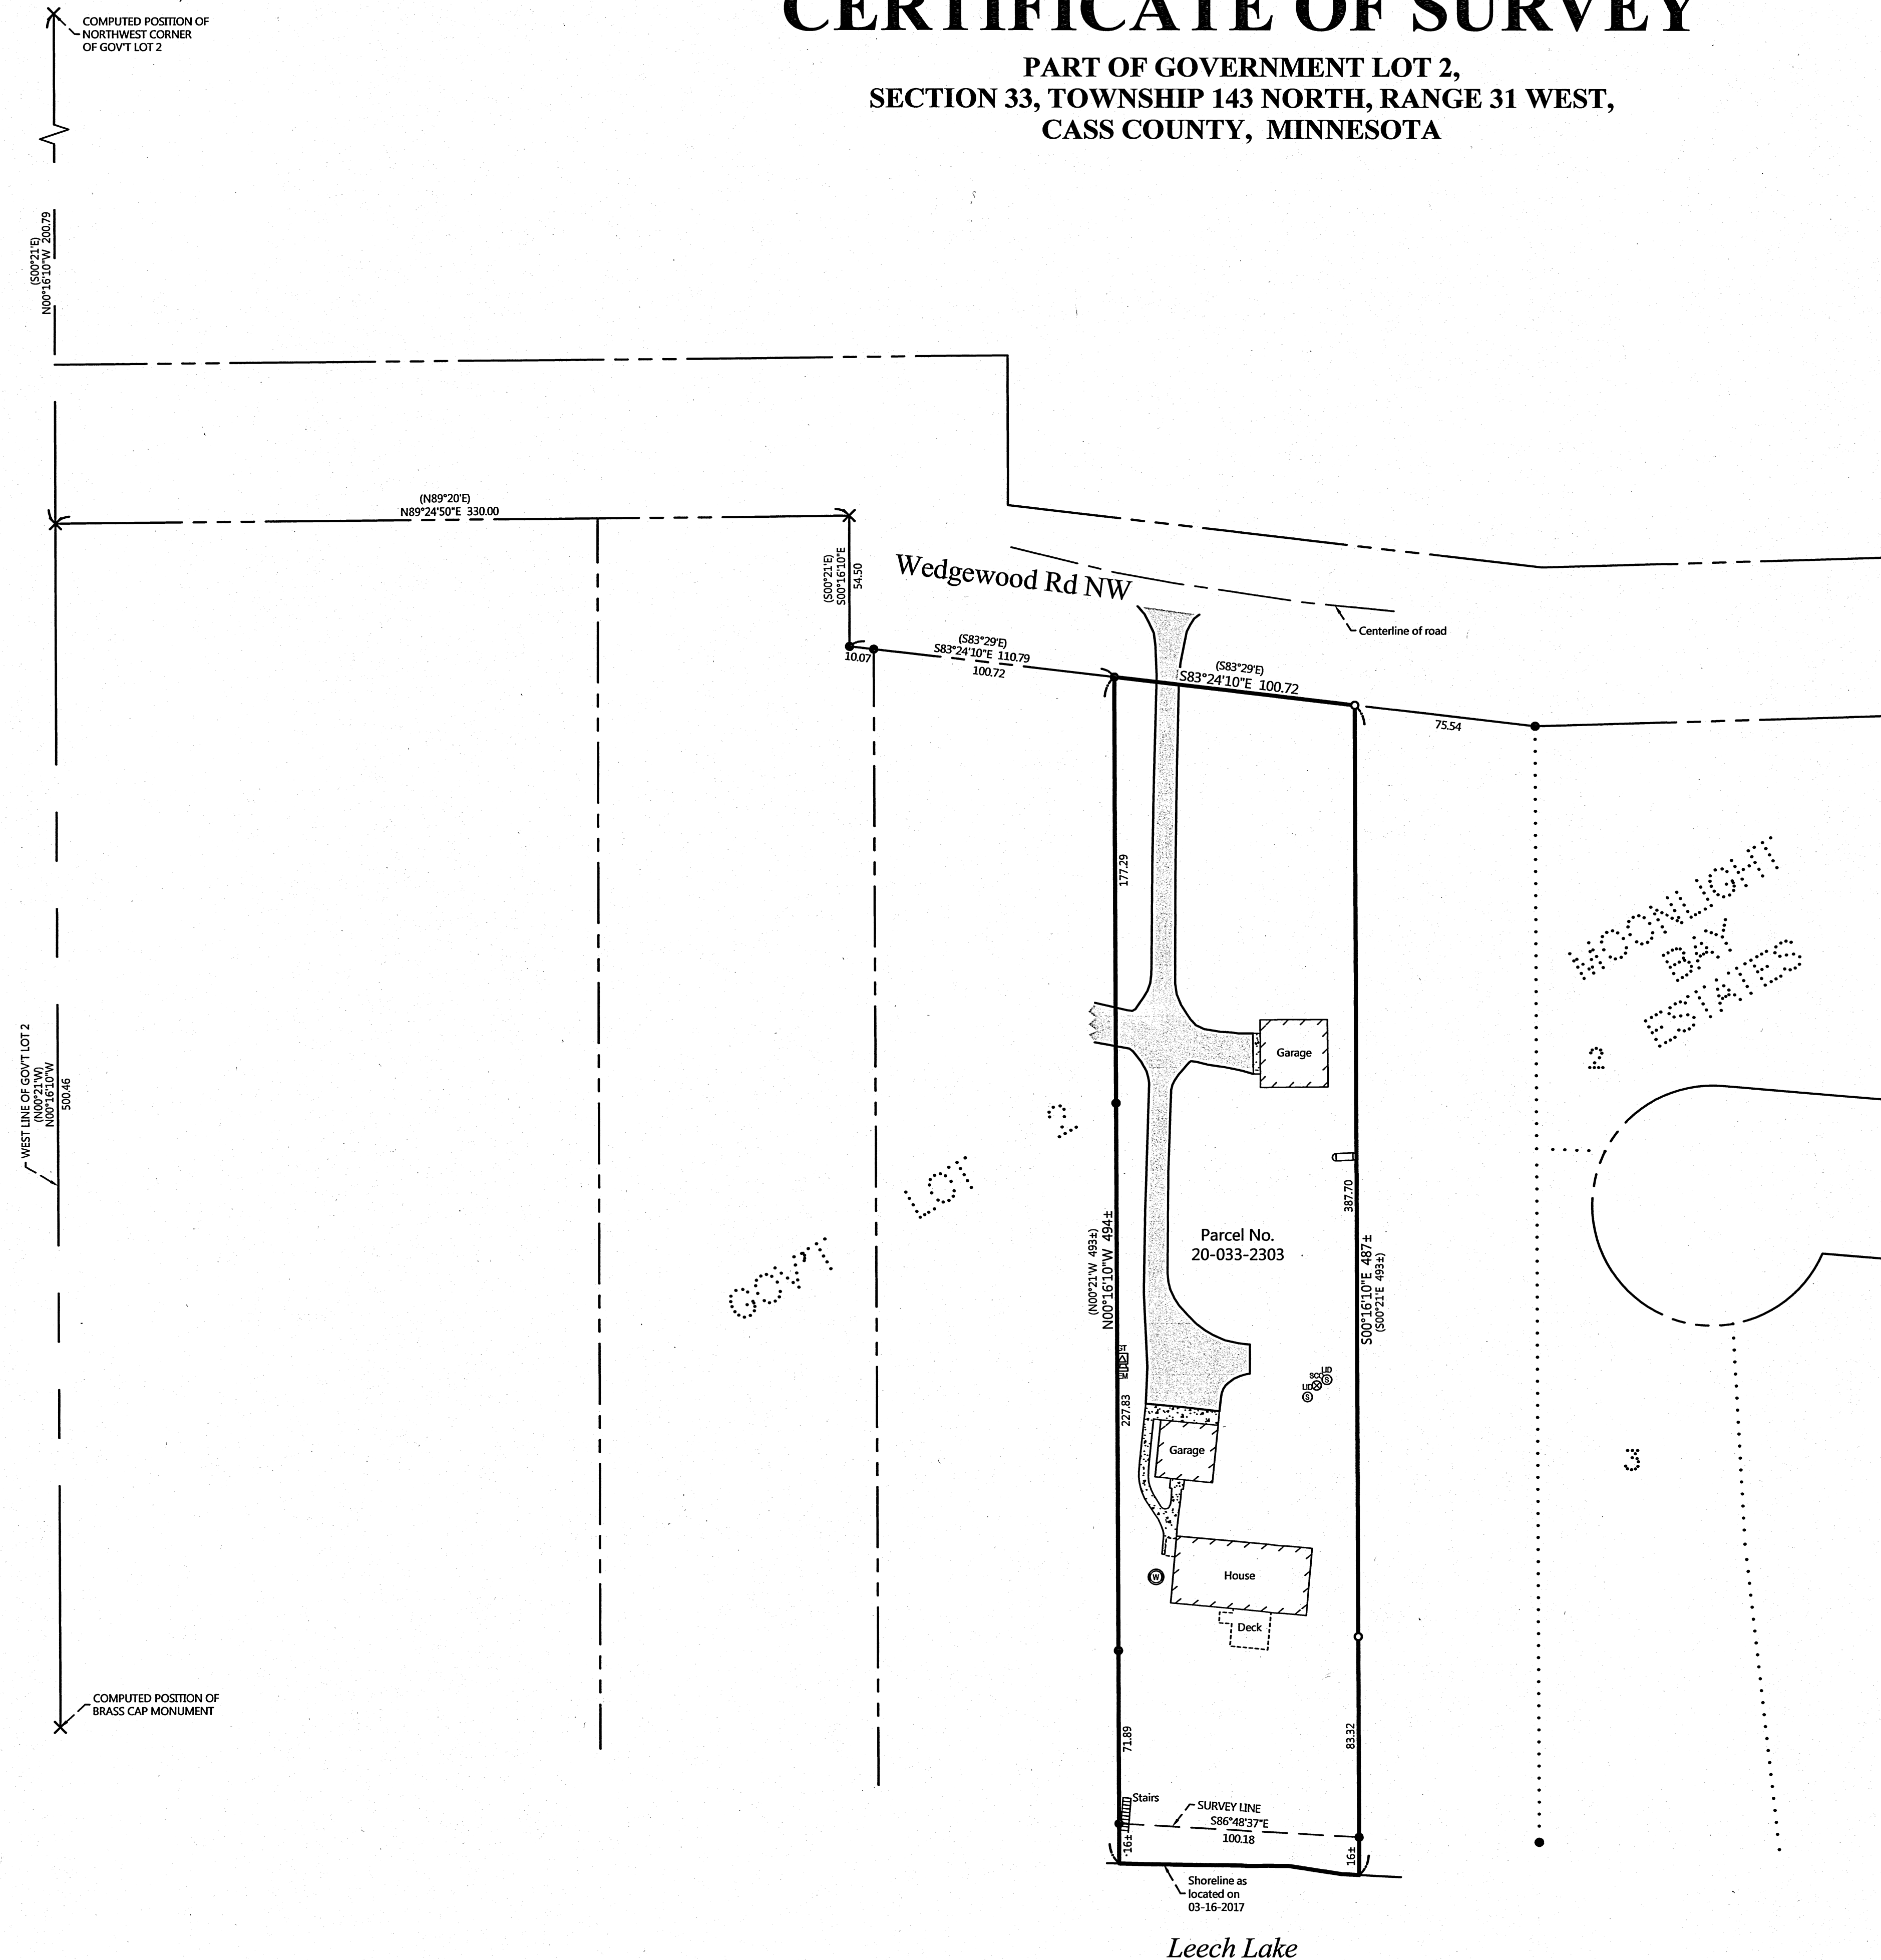 CERTIFICATE OF SURVEY
PART OF GOVERNMENT LOT 2,
SECTION 33, TOWNSHIP 143 NORTH, RANGE 31 WEST,
CASS COUNTY, MINNESOTA
COMPUTED POSITION OF
NORTHWEST CORNER
OF GOV'T LOT 2
(S00°21'E)
N00°16'10"W 200.79
(N89°20'E)
N89°24'50"E 330.00
(S00°21'E)
S00°16'10"E
54.50
Wedgewood Rd NW
Centerline of road
10.07
(S83°29'E)
S83°24'10"E 110.79
100.72
(S83°29'E)
S83°24'10"E 100.72
75.54
177.29
MOONLIGHT
BAY
ESTATES
2
Garage
WEST LINE OF GOV'T LOT 2
(N00°21'W)
N00°16'10"W
500.46
GOV'T LOT 2
387.70
Parcel No.
20-033-2303
(N00°21'W 493±)
N00°16'10"W 494±
S00°16'10"E 487±
(S00°21'E 493±)
EM
LID
SCO
S
LID
S
227.83
Garage
3
House
W
Deck
COMPUTED POSITION OF
BRASS CAP MONUMENT
71.89
83.32
Stairs
SURVEY LINE
S86°48'37"E
100.18
16±
16±
Shoreline as
located on
03-16-2017
Leech Lake